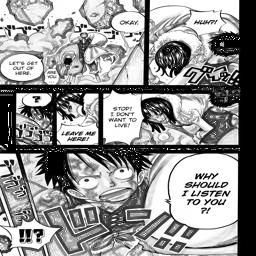 OKAY.
HUH?!
LET'S GET
OUT OF
HERE.
?
LEAVE ME
HERE!
STOP!
I DON'T
WANT TO
LIVE!
WHY
SHOULD
I LISTEN
TO YOU
?!
!!?